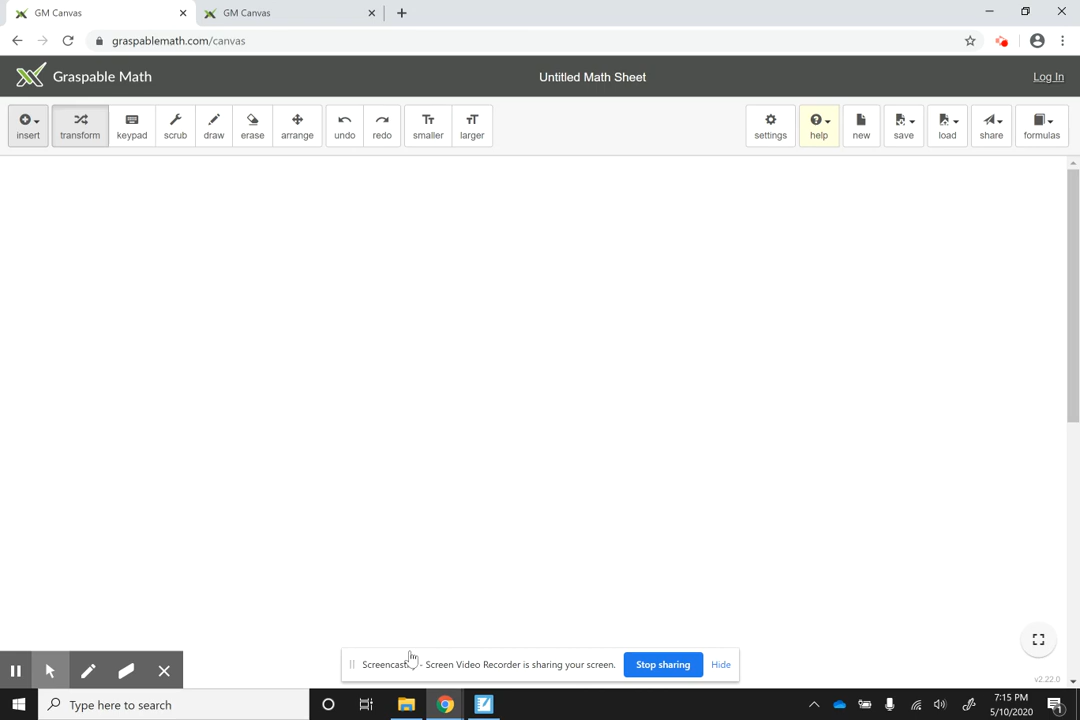 GM Canvas
GM Canvas
graspablemath.com/canvas
Graspable Math
Untitled Math Sheet
Log In
insert
transform
keypad
scrub
draw
erase
arrange
undo
redo
smaller
larger
settings
help
new
save
load
share
formulas
- Screen Video Recorder is sharing your screen.
Stop sharing
Hide
v2.22.0
Type here to search
7:15 PM
5/10/2020
1